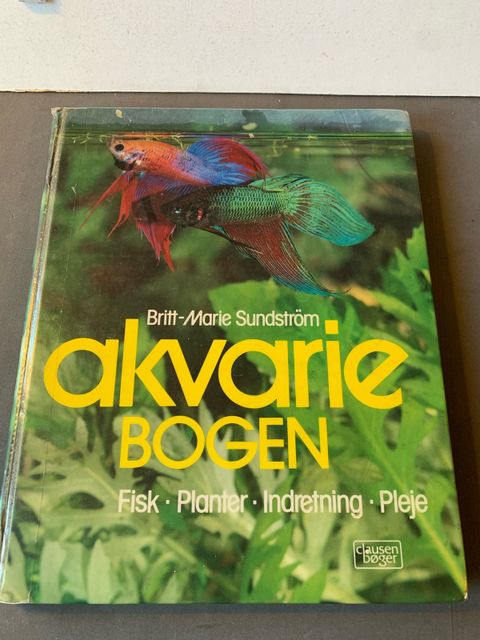 Britt-Marie Sundström
akvarie
BOGEN
Fisk · Planter · Indretning · Pleje
clausen
bøger